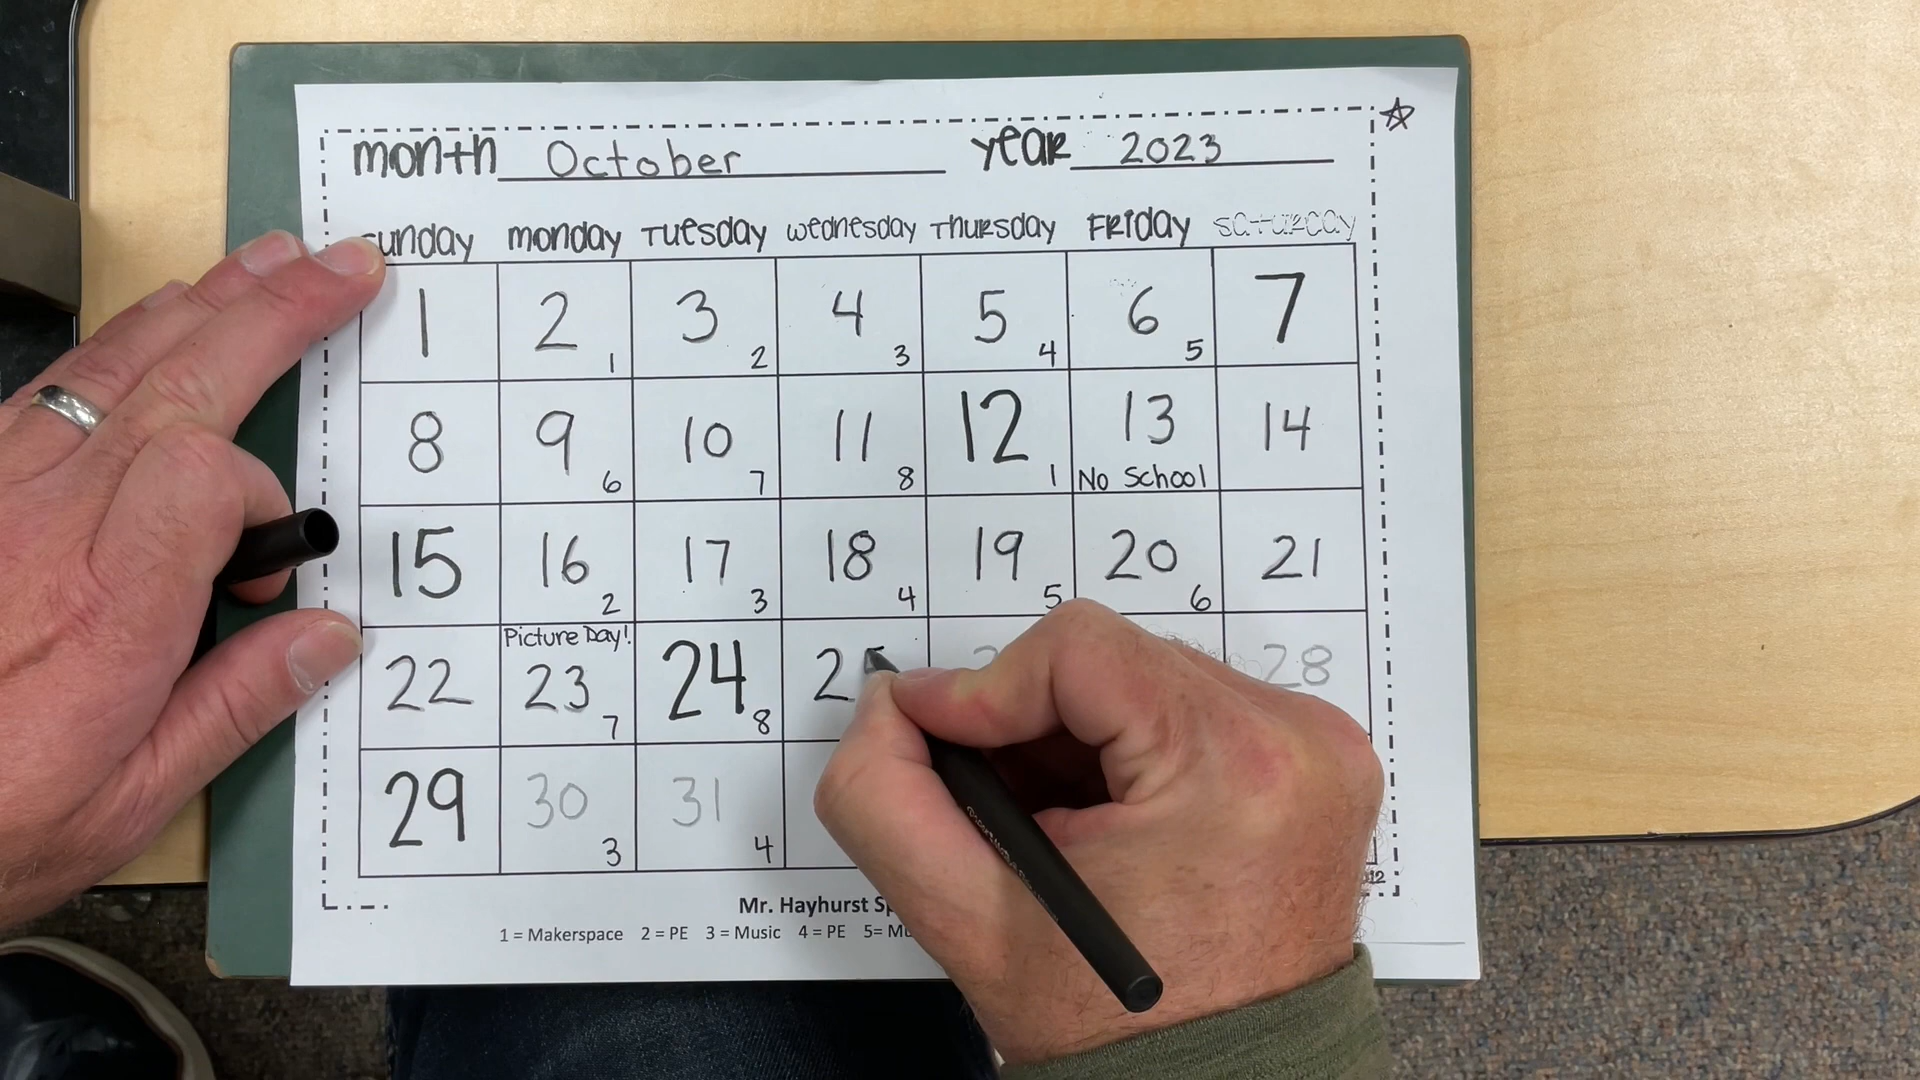 month October year 2023
Sunday monday Tuesday wednesday Thursday Friday saturday
1 2 3 4 5 6 7
1 2 3 4 5
8 9 10 11 12 13 14
6 7 8 1 No School
15 16 17 18 19 20 21
2 3 4 5 6
Picture Day!
22 23 24 25 28
7 8
29 30 31
3 4
12
Mr. Hayhurst
1 = Makerspace 2 = PE 3 = Music 4 = PE 5=